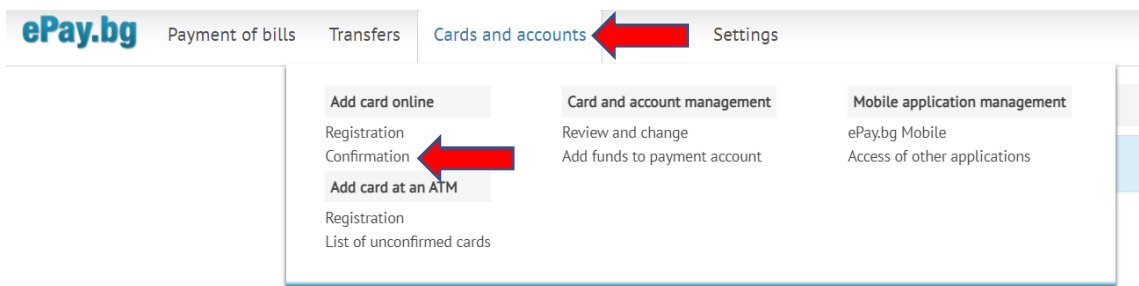 ePay.bg Payment of bills Transfers Cards and accounts Settings
Add card online
Registration
Confirmation
Add card at an ATM
Registration
List of unconfirmed cards
Card and account management
Review and change
Add funds to payment account
Mobile application management
ePay.bg Mobile
Access of other applications